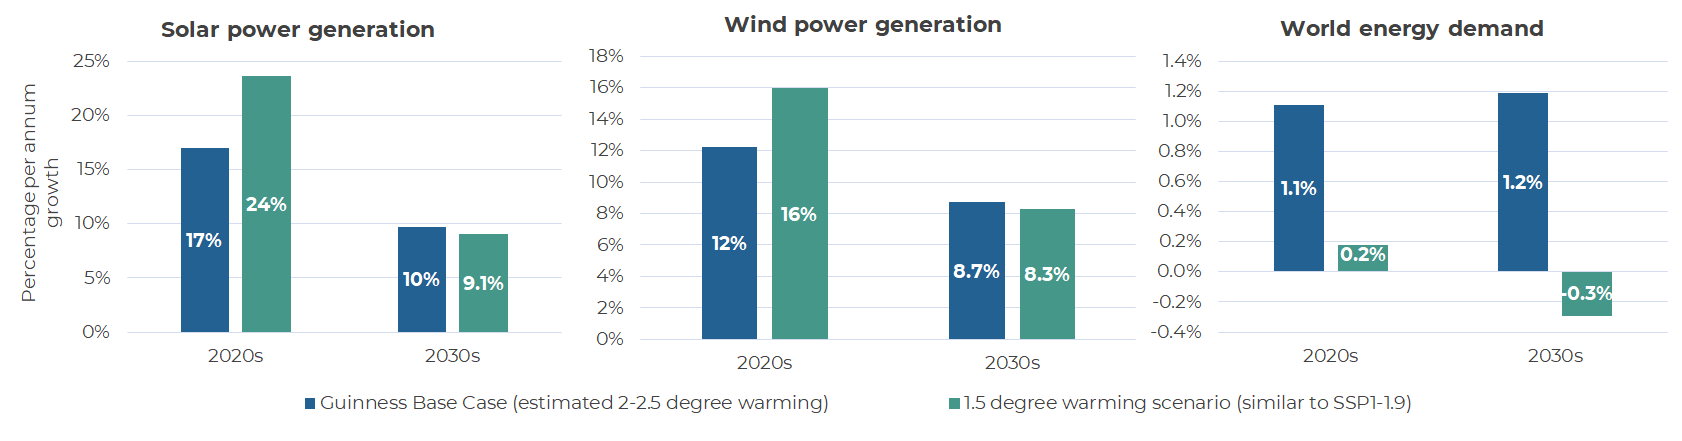 Solar power generation
Wind power generation
World energy demand
Percentage per annum
growth
25%
20%
15%
10%
5%
0%
17%
24%
10%
9.1%
2020s
2030s
18%
16%
14%
12%
10%
8%
6%
4%
2%
0%
12%
16%
8.7%
8.3%
2020s
2030s
1.4%
1.2%
1.0%
0.8%
0.6%
0.4%
0.2%
0.0%
-0.2%
-0.4%
1.1%
0.2%
1.2%
-0.3%
2020s
2030s
Guinness Base Case (estimated 2-2.5 degree warming)
1.5 degree warming scenario (similar to SSP1-1.9)